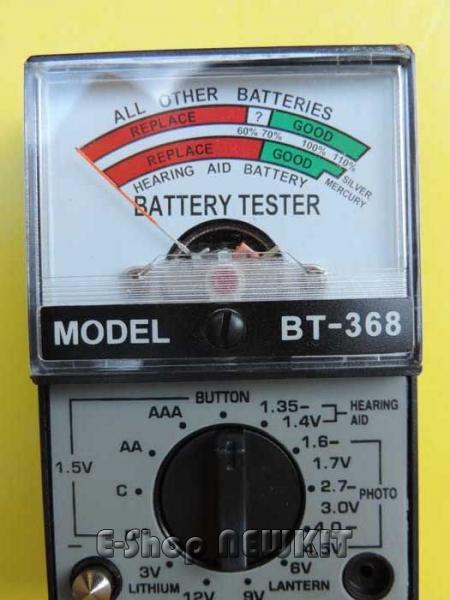 ALL OTHER BATTERIES
REPLACE ? GOOD
60% 70% 100% 110%
REPLACE GOOD
SILVER
MERCURY
HEARING AID BATTERY
BATTERY TESTER
MODEL BT-368
BUTTON
AAA
1.35-
1.4V
HEARING
AID
AA
1.6-
1.7V
1.5V
C
2.7-
3.0V
PHOTO
4.0-
4.5V
E-Shop NEWKIT
3V
6V
LITHIUM
LANTERN
12V
9V